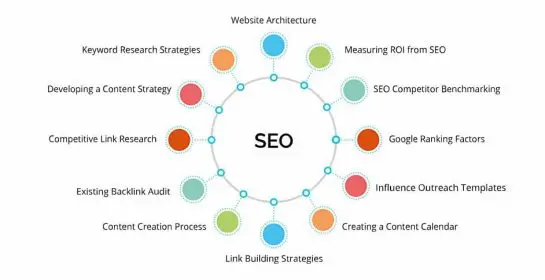 Website Architecture
Keyword Research Strategies
Measuring ROI from SEO
Developing a Content Strategy
SEO Competitor Benchmarking
Competitive Link Research
SEO
Google Ranking Factors
Existing Backlink Audit
Influence Outreach Templates
Content Creation Process
Creating a Content Calendar
Link Building Strategies